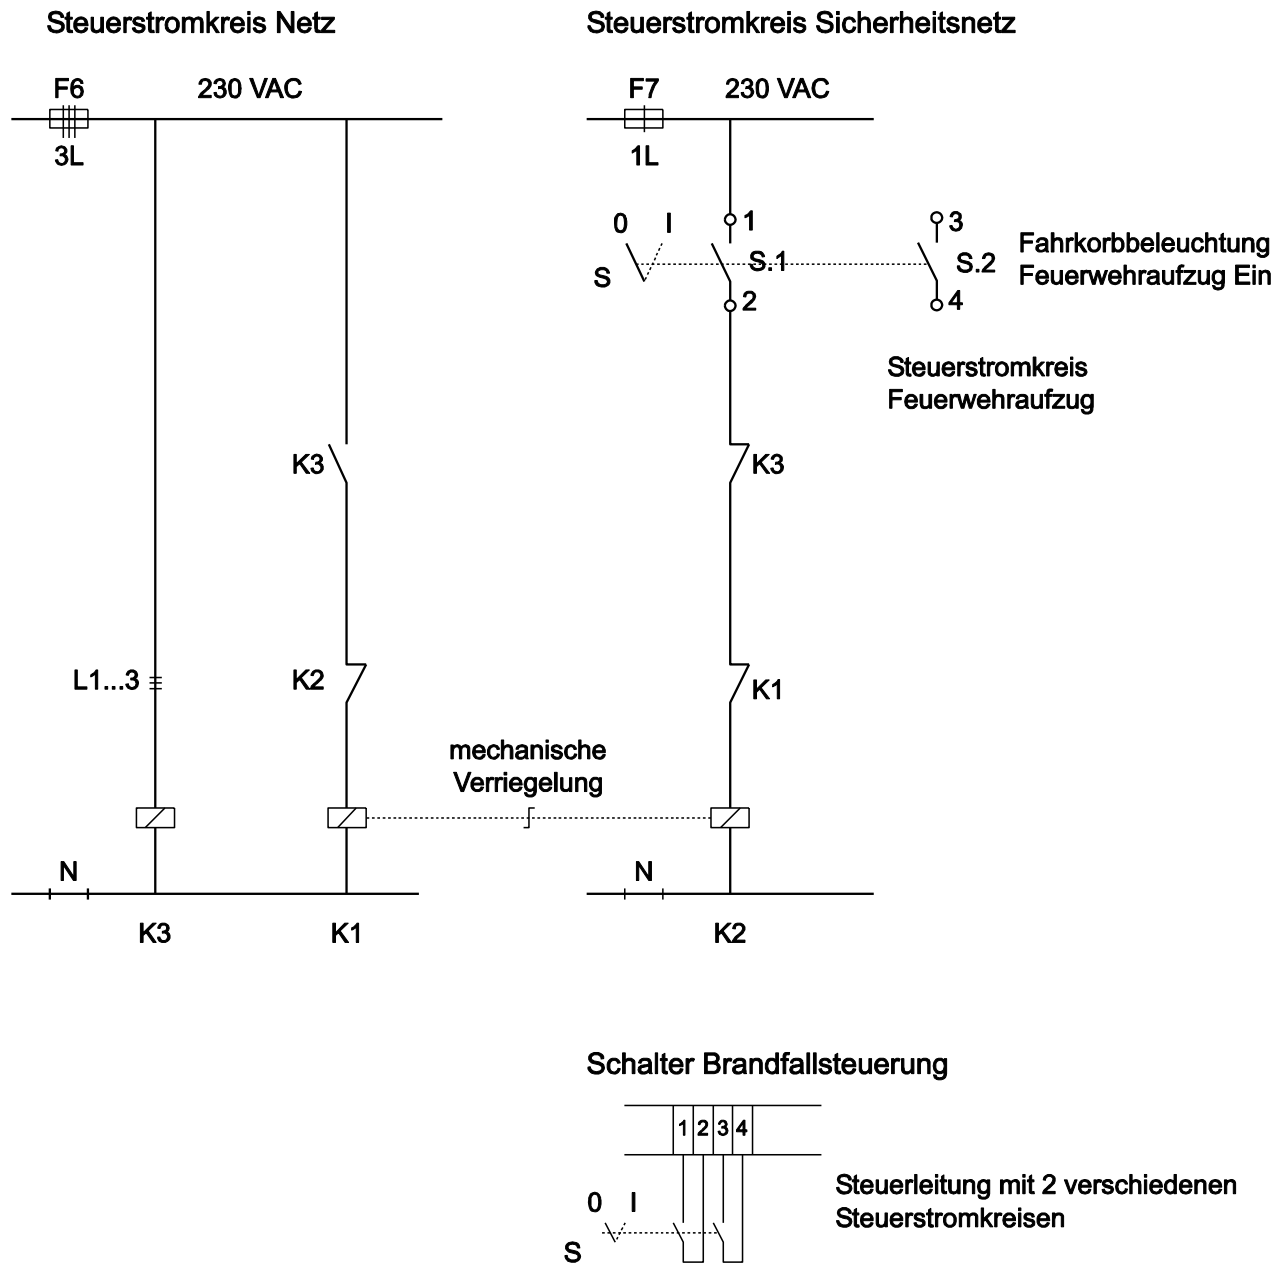 Steuerstromkreis Netz
Steuerstromkreis Sicherheitsnetz
F6
230 VAC
F7
230 VAC
3L
1L
0
I
1
3
S
S.1
S.2
2
4
Fahrkorbbeleuchtung
Feuerwehraufzug Ein
Steuerstromkreis
Feuerwehraufzug
K3
K3
L1...3
K2
K1
mechanische
Verriegelung
N
N
K3
K1
K2
Schalter Brandfallsteuerung
1 2 3 4
0
I
S
Steuerleitung mit 2 verschiedenen
Steuerstromkreisen